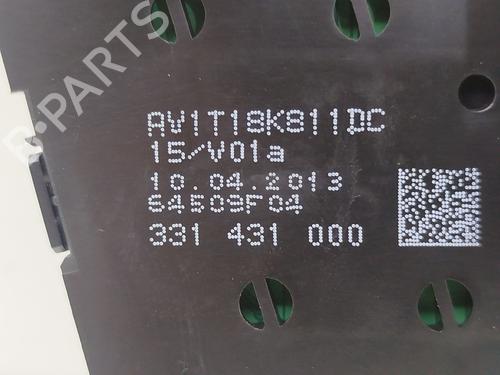 B-PARTS
AV1T18K811DC
15/V01a
10.04.2013
64509F04
331 431 000